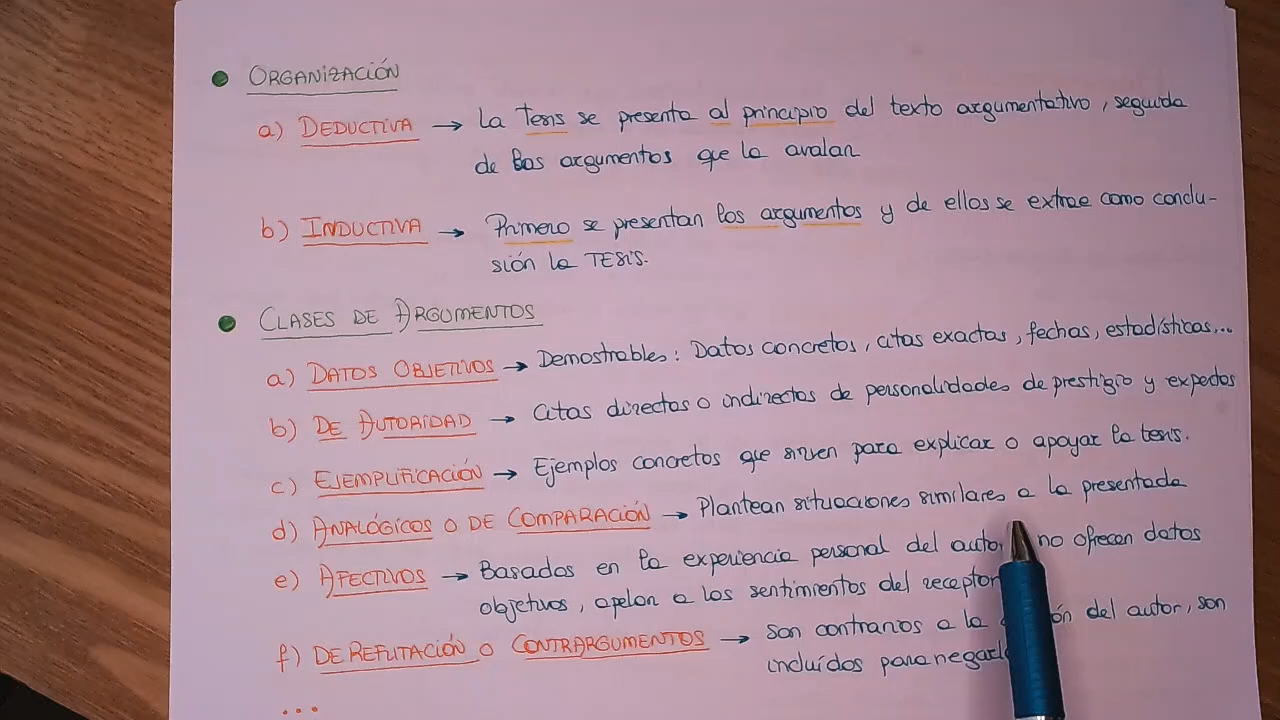 ORGANIZACIÓN
a) DEDUCTIVA → La Tesis se presenta al principio del texto argumentativo, seguida
de los argumentos que la avalan
b) INDUCTIVA → Primero se presentan los argumentos y de ellos se extrae como conclu-
sión la TESIS.
CLASES DE ARGUMENTOS
a) DATOS OBJETIVOS → Demostrables: Datos concretos, citas exactas, fechas, estadísticas...
b) DE AUTORIDAD → Citas directas o indirectas de personalidades de prestigio y expertos
c) EJEMPLIFICACIÓN → Ejemplos concretos que sirven para explicar o apoyar la tesis.
d) ANALÓGICOS O DE COMPARACIÓN → Plantean situaciones similares a la presentada
e) AFECTIVOS → Basados en la experiencia personal del autor no ofrecen datos
objetivos, apelan a los sentimientos del receptor
f) DE REFUTACIÓN O CONTRARGUMENTOS → Son contrarios a la del autor, son
incluídos para
...